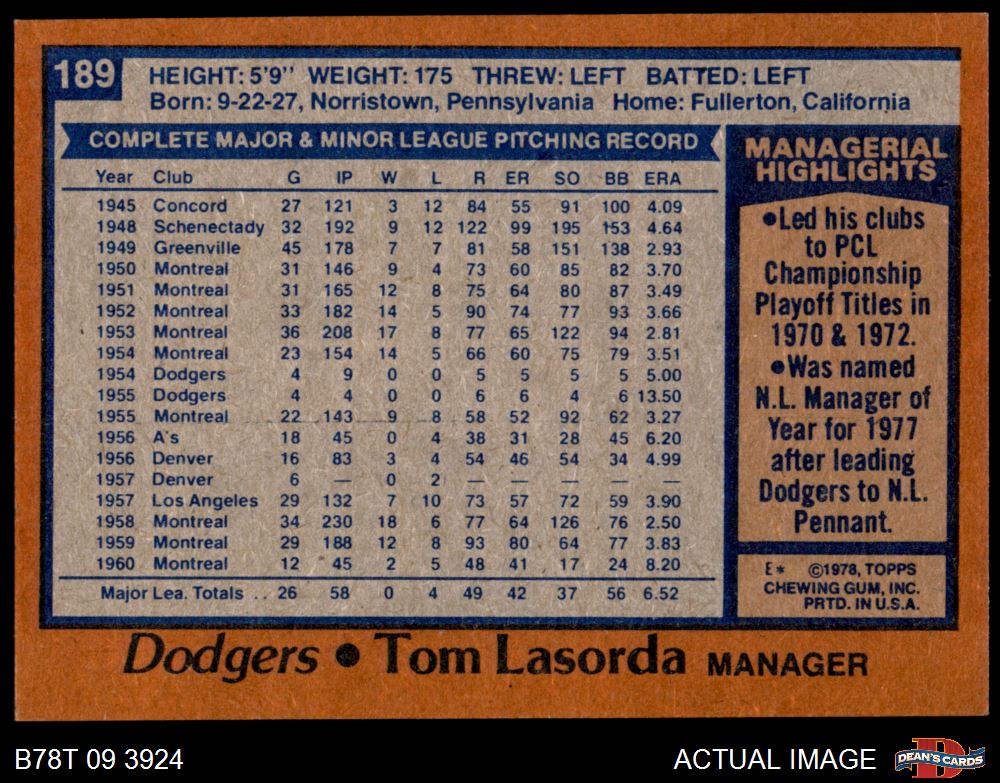 189
HEIGHT: 5'9" WEIGHT: 175 THREW: LEFT BATTED: LEFT
Born: 9-22-27, Norristown, Pennsylvania Home: Fullerton, California
COMPLETE MAJOR & MINOR LEAGUE PITCHING RECORD
Year Club G IP W L R ER SO BB ERA
1945 Concord 27 121 3 12 84 55 91 100 4.09
1948 Schenectady 32 192 9 12 122 99 195 153 4.64
1949 Greenville 45 178 7 7 81 58 151 138 2.93
1950 Montreal 31 146 9 4 73 60 85 82 3.70
1951 Montreal 31 165 12 8 75 64 80 87 3.49
1952 Montreal 33 182 14 5 90 74 77 93 3.66
1953 Montreal 36 208 17 8 77 65 122 94 2.81
1954 Montreal 23 154 14 5 66 60 75 79 3.51
1954 Dodgers 4 9 0 0 5 5 5 5 5.00
1955 Dodgers 4 4 0 0 6 6 4 6 13.50
1955 Montreal 22 143 9 8 58 52 92 62 3.27
1956 A's 18 45 0 4 38 31 28 45 6.20
1956 Denver 16 83 3 4 54 46 54 34 4.99
1957 Denver 6 — 0 2 — — — — —
1957 Los Angeles 29 132 7 10 73 57 72 59 3.90
1958 Montreal 34 230 18 6 77 64 126 76 2.50
1959 Montreal 29 188 12 8 93 80 64 77 3.83
1960 Montreal 12 45 2 5 48 41 17 24 8.20
Major Lea. Totals .. 26 58 0 4 49 42 37 56 6.52
MANAGERIAL
HIGHLIGHTS
●Led his clubs
to PCL
Championship
Playoff Titles in
1970 & 1972.
●Was named
N.L. Manager of
Year for 1977
after leading
Dodgers to N.L.
Pennant.
E* ©1978, TOPPS
CHEWING GUM, INC.
PRTD. IN U.S.A.
Dodgers ● Tom Lasorda MANAGER
B78T 09 3924
ACTUAL IMAGE
D
DEAN'S CARDS